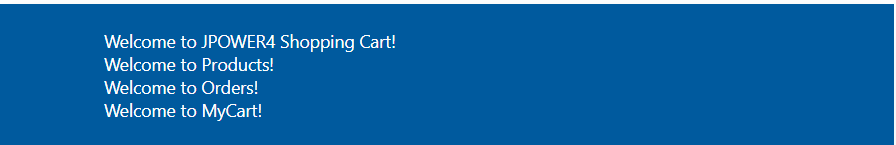 Welcome to JPOWER4 Shopping Cart!
Welcome to Products!
Welcome to Orders!
Welcome to MyCart!